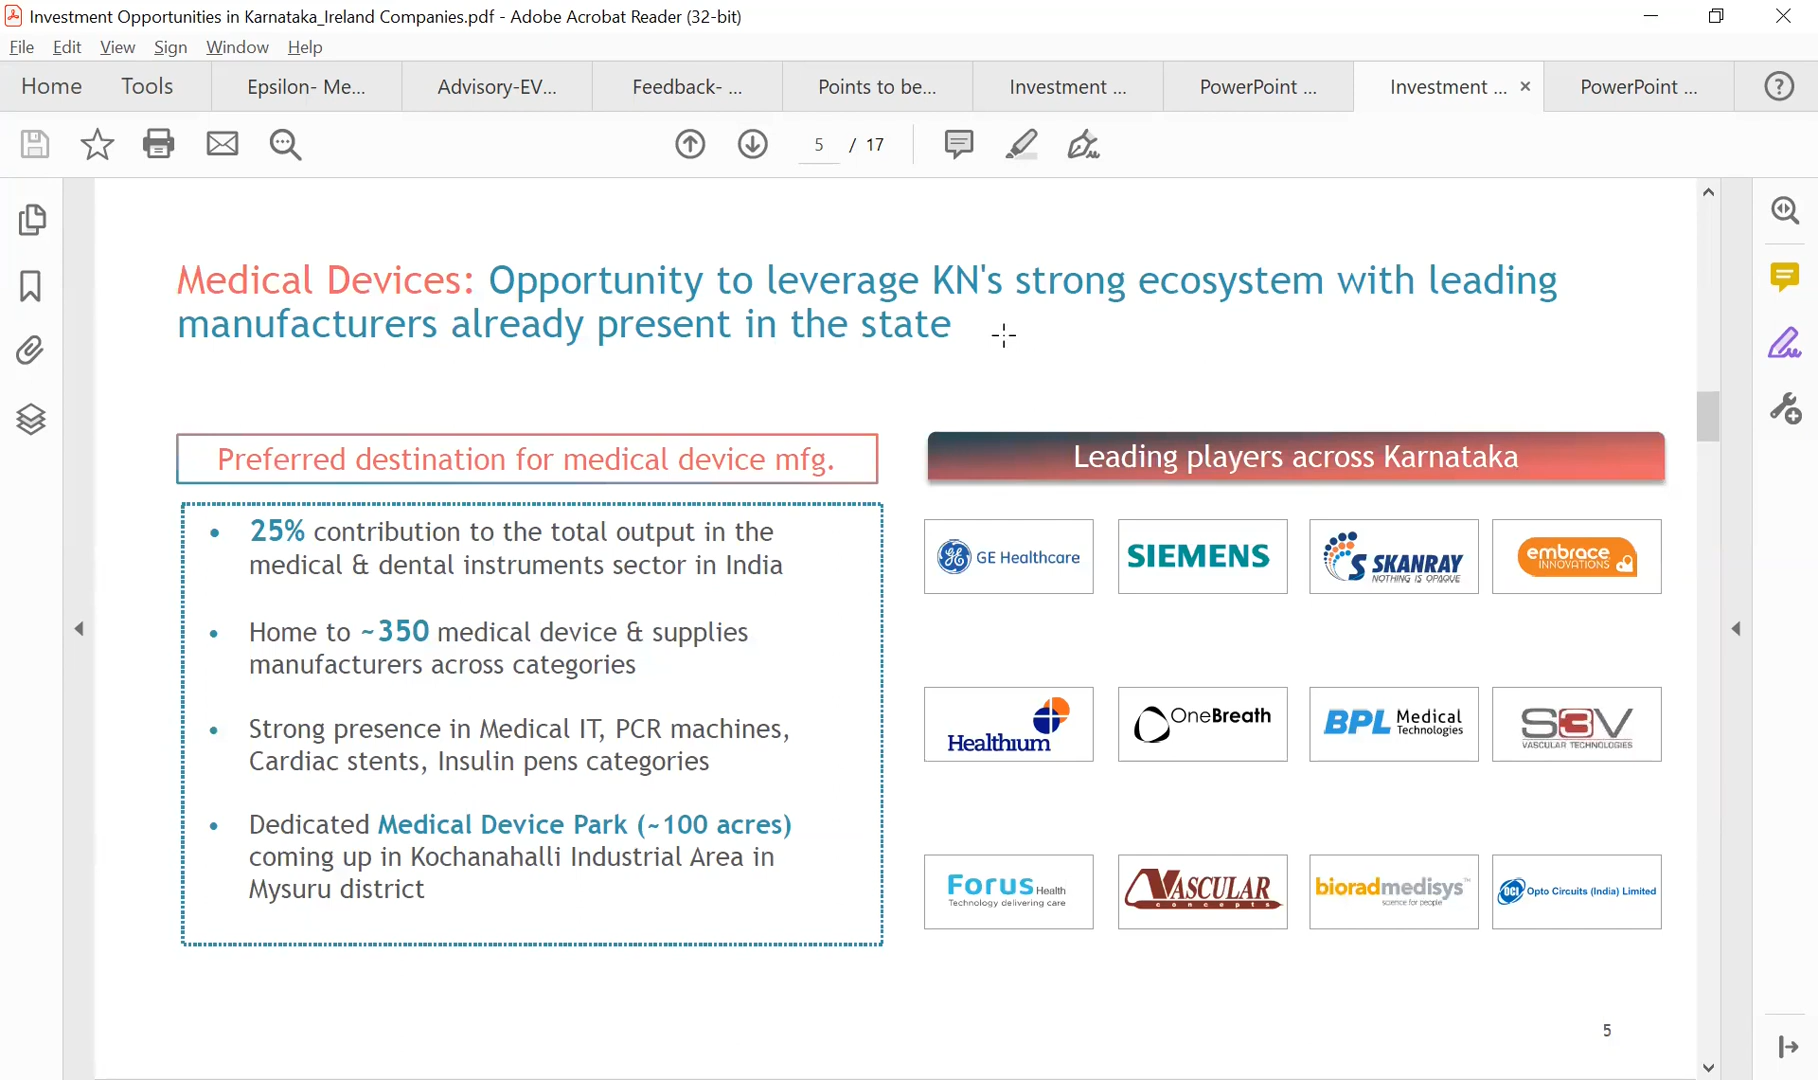 Investment Opportunities in Karnataka_Ireland Companies.pdf - Adobe Acrobat Reader (32-bit)
File Edit View Sign Window Help
Home Tools Epsilon- Me... Advisory-EV... Feedback- ... Points to be... Investment ... PowerPoint ... Investment ... × PowerPoint ...
5 / 17
Medical Devices: Opportunity to leverage KN's strong ecosystem with leading
manufacturers already present in the state
Preferred destination for medical device mfg.
• 25% contribution to the total output in the
medical & dental instruments sector in India
• Home to ~350 medical device & supplies
manufacturers across categories
• Strong presence in Medical IT, PCR machines,
Cardiac stents, Insulin pens categories
• Dedicated Medical Device Park (~100 acres)
coming up in Kochanahalli Industrial Area in
Mysuru district
Leading players across Karnataka
GE Healthcare
SIEMENS
SKANRAY
NOTHING IS OPAQUE
embrace
INNOVATIONS
Healthium
OneBreath
BPL Medical
Technologies
S3V
VASCULAR TECHNOLOGIES
Forus Health
Technology delivering care
VASCULAR
concepts
bioradmedisys™
science for people
OCI Opto Circuits (India) Limited
5